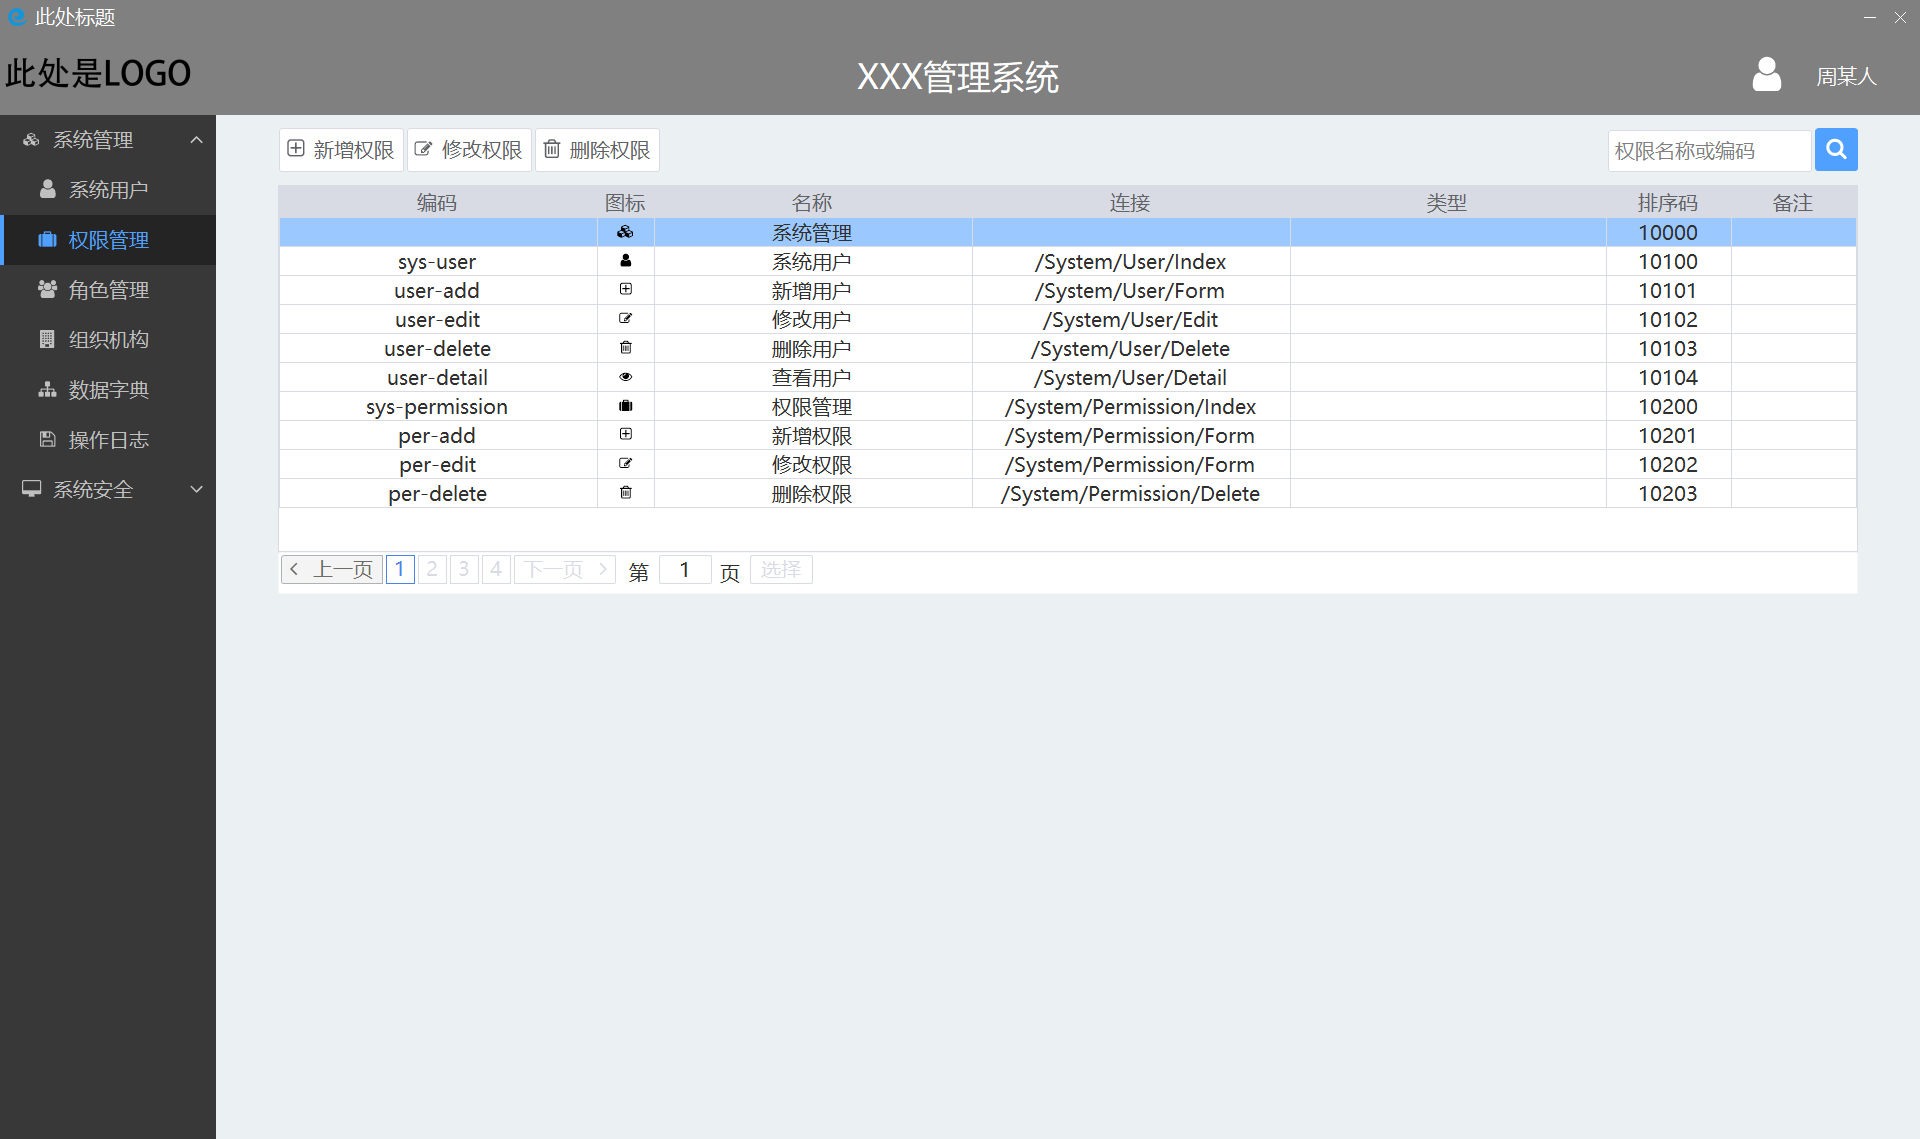 此处标题
此处是LOGO
XXX管理系统
周某人
系统管理
系统用户
权限管理
角色管理
组织机构
数据字典
操作日志
系统安全
新增权限 修改权限 删除权限
权限名称或编码
编码 图标 名称 连接 类型 排序码 备注
系统管理 10000
sys-user 系统用户 /System/User/Index 10100
user-add 新增用户 /System/User/Form 10101
user-edit 修改用户 /System/User/Edit 10102
user-delete 删除用户 /System/User/Delete 10103
user-detail 查看用户 /System/User/Detail 10104
sys-permission 权限管理 /System/Permission/Index 10200
per-add 新增权限 /System/Permission/Form 10201
per-edit 修改权限 /System/Permission/Form 10202
per-delete 删除权限 /System/Permission/Delete 10203
上一页 1 2 3 4 下一页 第 1 页 选择